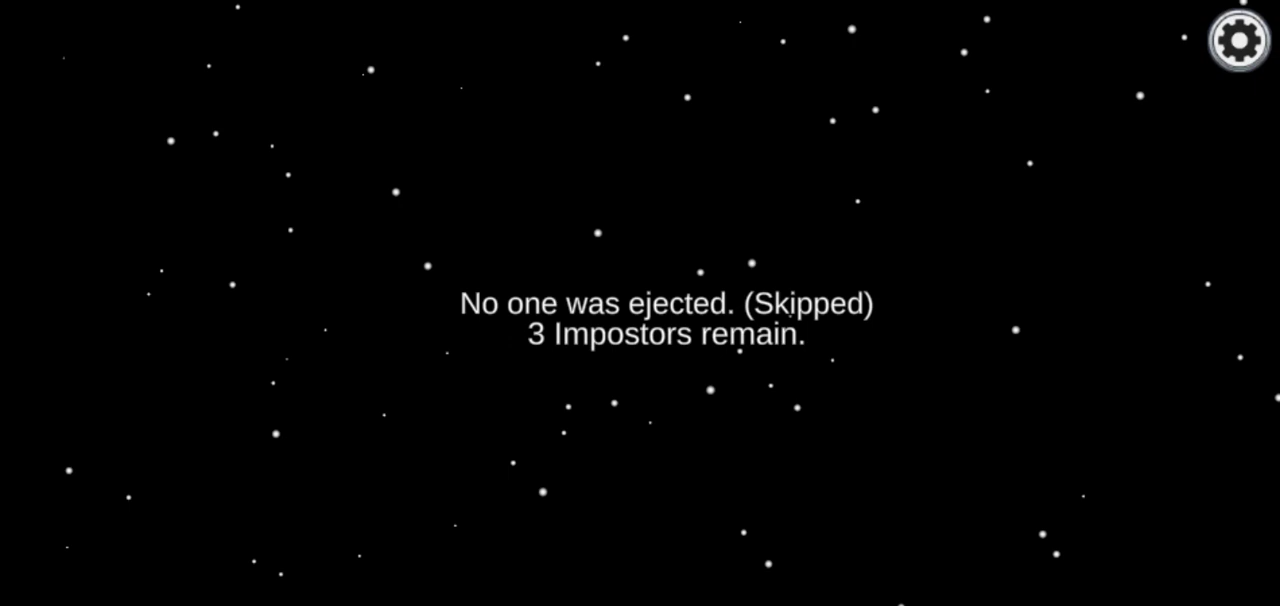 No one was ejected. (Skipped)
3 Impostors remain.